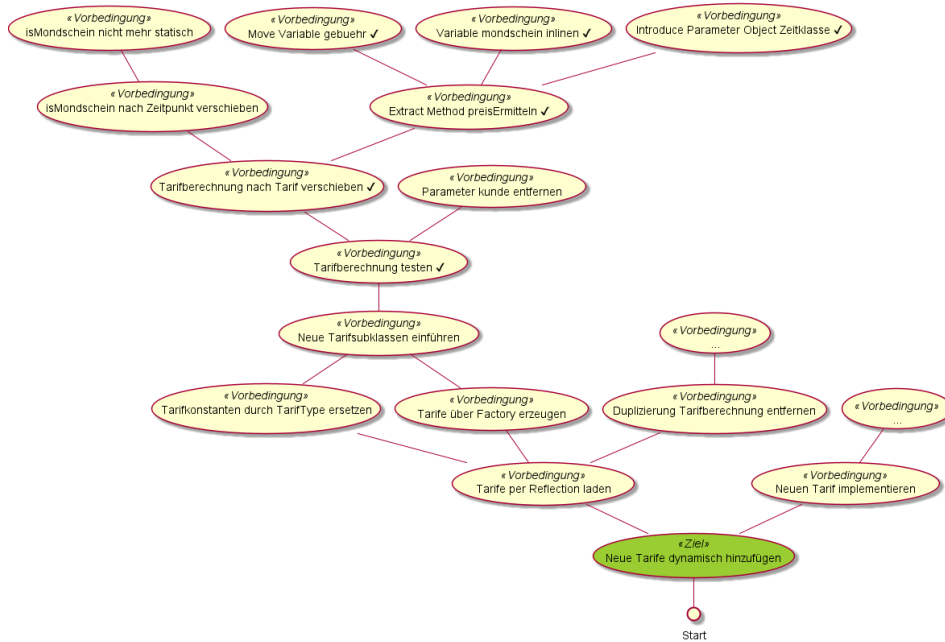 «Vorbedingung»
isMondschein nicht mehr statisch
«Vorbedingung»
Move Variable gebuehr ✔
«Vorbedingung»
Variable mondschein inlinen ✔
«Vorbedingung»
Introduce Parameter Object Zeitklasse ✔
«Vorbedingung»
isMondschein nach Zeitpunkt verschieben
«Vorbedingung»
Extract Method preisErmitteln ✔
«Vorbedingung»
Tarifberechnung nach Tarif verschieben ✔
«Vorbedingung»
Parameter kunde entfernen
«Vorbedingung»
Tarifberechnung testen ✔
«Vorbedingung»
Neue Tarifsubklassen einführen
«Vorbedingung»
...
«Vorbedingung»
Tarifkonstanten durch TarifType ersetzen
«Vorbedingung»
Tarife über Factory erzeugen
«Vorbedingung»
Duplizierung Tarifberechnung entfernen
«Vorbedingung»
...
«Vorbedingung»
Tarife per Reflection laden
«Vorbedingung»
Neuen Tarif implementieren
«Ziel»
Neue Tarife dynamisch hinzufügen
Start